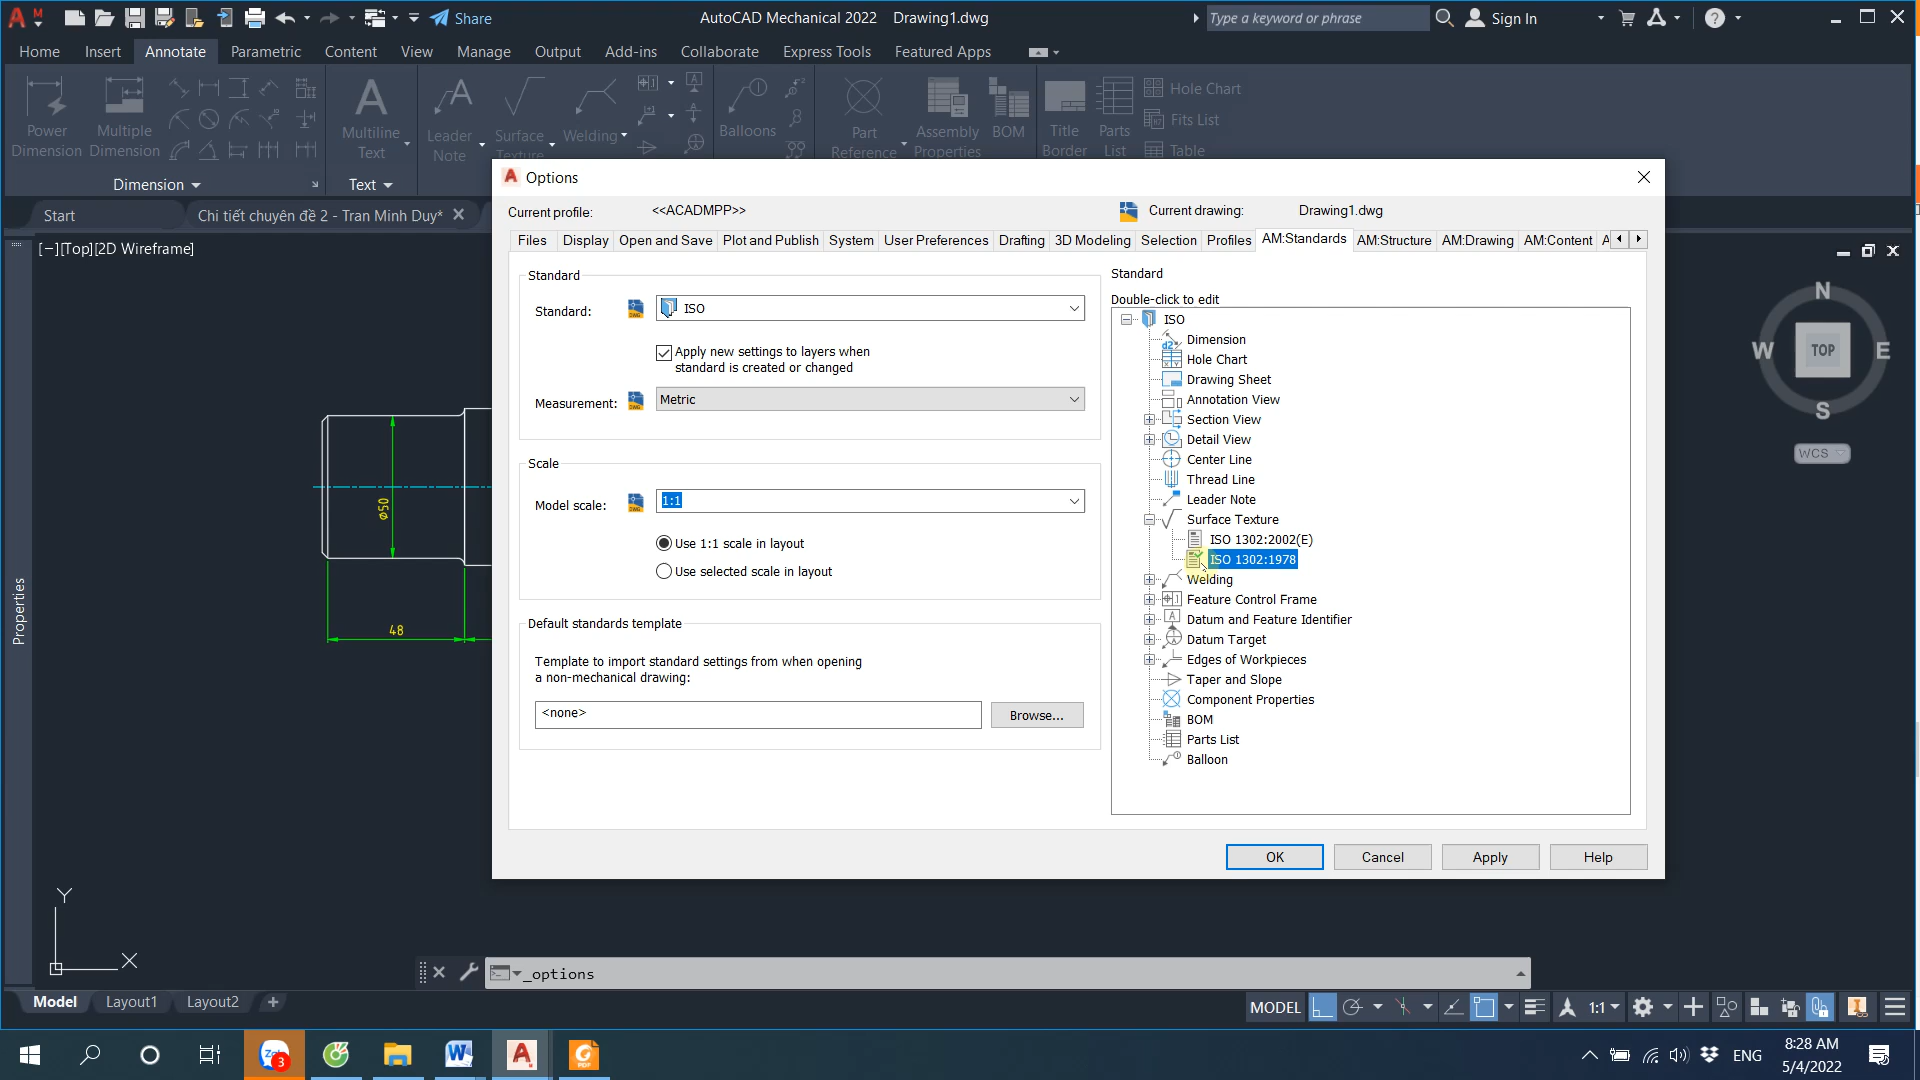 Share
AutoCAD Mechanical 2022 Drawing1.dwg
Type a keyword or phrase
Sign In
Home Insert Annotate Parametric Content View Manage Output Add-ins Collaborate Express Tools Featured Apps
Power Dimension
Multiple Dimension
Multiline Text
Leader Note
Surface Texture
Welding
Balloons
Part Reference
Assembly Properties
BOM
Title Border
Parts List
Hole Chart
Fits List
Table
Dimension
Text
Start
Chi tiết chuyên đề 2 - Tran Minh Duy*
[−][Top][2D Wireframe]
Properties
ø50
48
Options
Current profile: <<ACADMPP>>
Current drawing: Drawing1.dwg
Files Display Open and Save Plot and Publish System User Preferences Drafting 3D Modeling Selection Profiles AM:Standards AM:Structure AM:Drawing AM:Content A
Standard
Standard: ISO
Apply new settings to layers when
standard is created or changed
Measurement: Metric
Scale
Model scale: 1:1
Use 1:1 scale in layout
Use selected scale in layout
Default standards template
Template to import standard settings from when opening
a non-mechanical drawing:
<none>
Browse...
Standard
Double-click to edit
ISO
Dimension
Hole Chart
Drawing Sheet
Annotation View
Section View
Detail View
Center Line
Thread Line
Leader Note
Surface Texture
ISO 1302:2002(E)
ISO 1302:1978
Welding
Feature Control Frame
Datum and Feature Identifier
Datum Target
Edges of Workpieces
Taper and Slope
Component Properties
BOM
Parts List
Balloon
OK Cancel Apply Help
N
W TOP E
S
WCS
Y
X
_options
Model Layout1 Layout2
MODEL
1:1
3
ENG
8:28 AM
5/4/2022